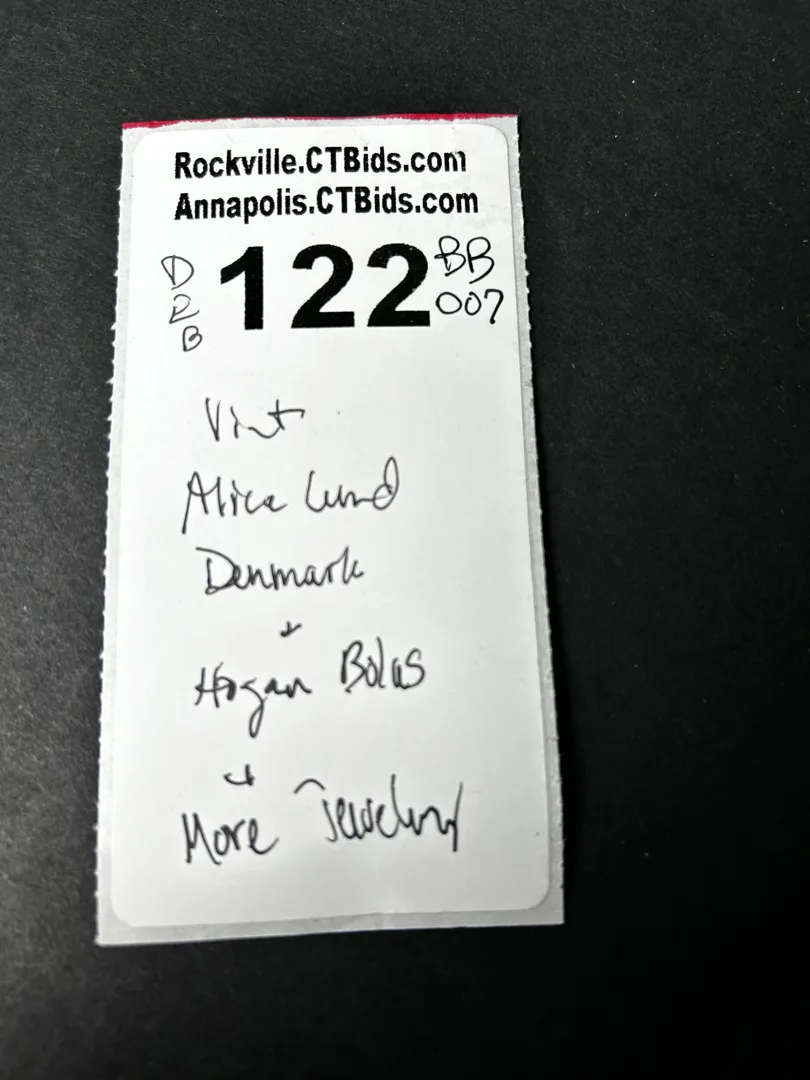 Rockville.CTBids.com
Annapolis.CTBids.com
D 2 B
122
BB
007
Vint
Alice Lund
Denmark
+
Hogan Bolas
+
More Jewelry